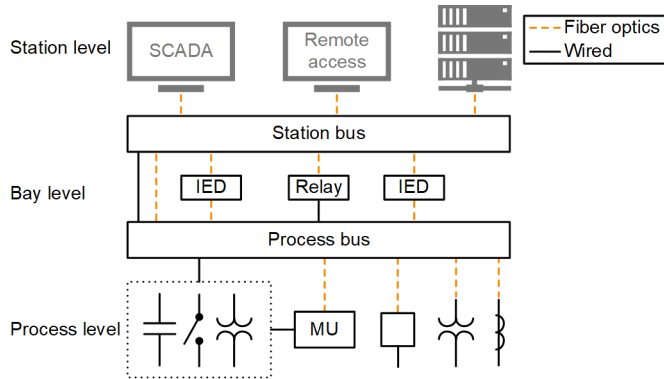 Station level
SCADA
Remote
access
Fiber optics
Wired
Station bus
Bay level
IED
Relay
IED
Process bus
Process level
MU